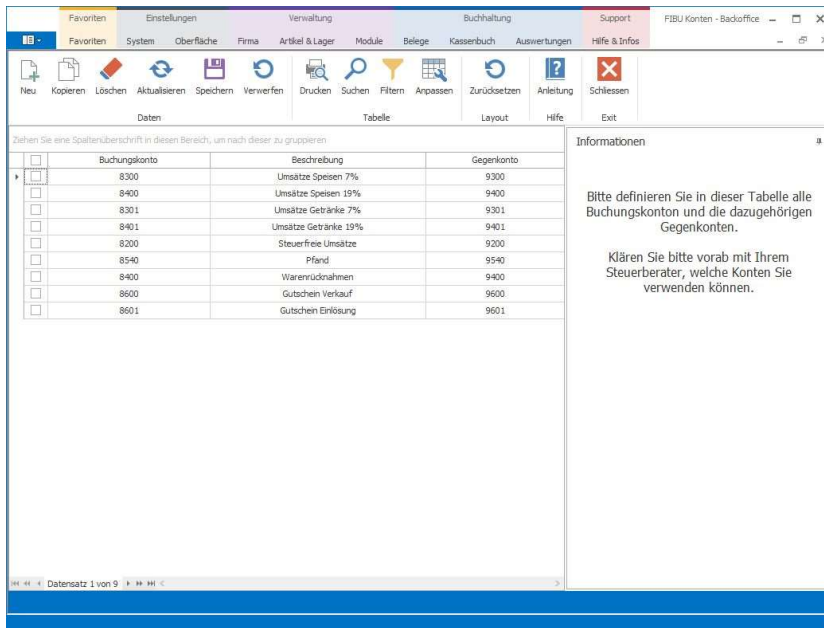 Favoriten Einstellungen Verwaltung Buchhaltung Support FIBU Konten - Backoffice
Favoriten System Oberfläche Firma Artikel & Lager Module Belege Kassenbuch Auswertungen Hilfe & Infos
Neu Kopieren Löschen Aktualisieren Speichern Verwerfen Drucken Suchen Filtern Anpassen Zurücksetzen Anleitung Schliessen
Daten Tabelle Layout Hilfe Exit
Ziehen Sie eine Spaltenüberschrift in diesen Bereich, um nach dieser zu gruppieren
Buchungskonto Beschreibung Gegenkonto
8300 Umsätze Speisen 7% 9300
8400 Umsätze Speisen 19% 9400
8301 Umsätze Getränke 7% 9301
8401 Umsätze Getränke 19% 9401
8200 Steuerfreie Umsätze 9200
8540 Pfand 9540
8400 Warenrücknahmen 9400
8600 Gutschein Verkauf 9600
8601 Gutschein Einlösung 9601
Datensatz 1 von 9
Informationen
Bitte definieren Sie in dieser Tabelle alle
Buchungskonton und die dazugehörigen
Gegenkonten.
Klären Sie bitte vorab mit Ihrem
Steuerberater, welche Konten Sie
verwenden können.